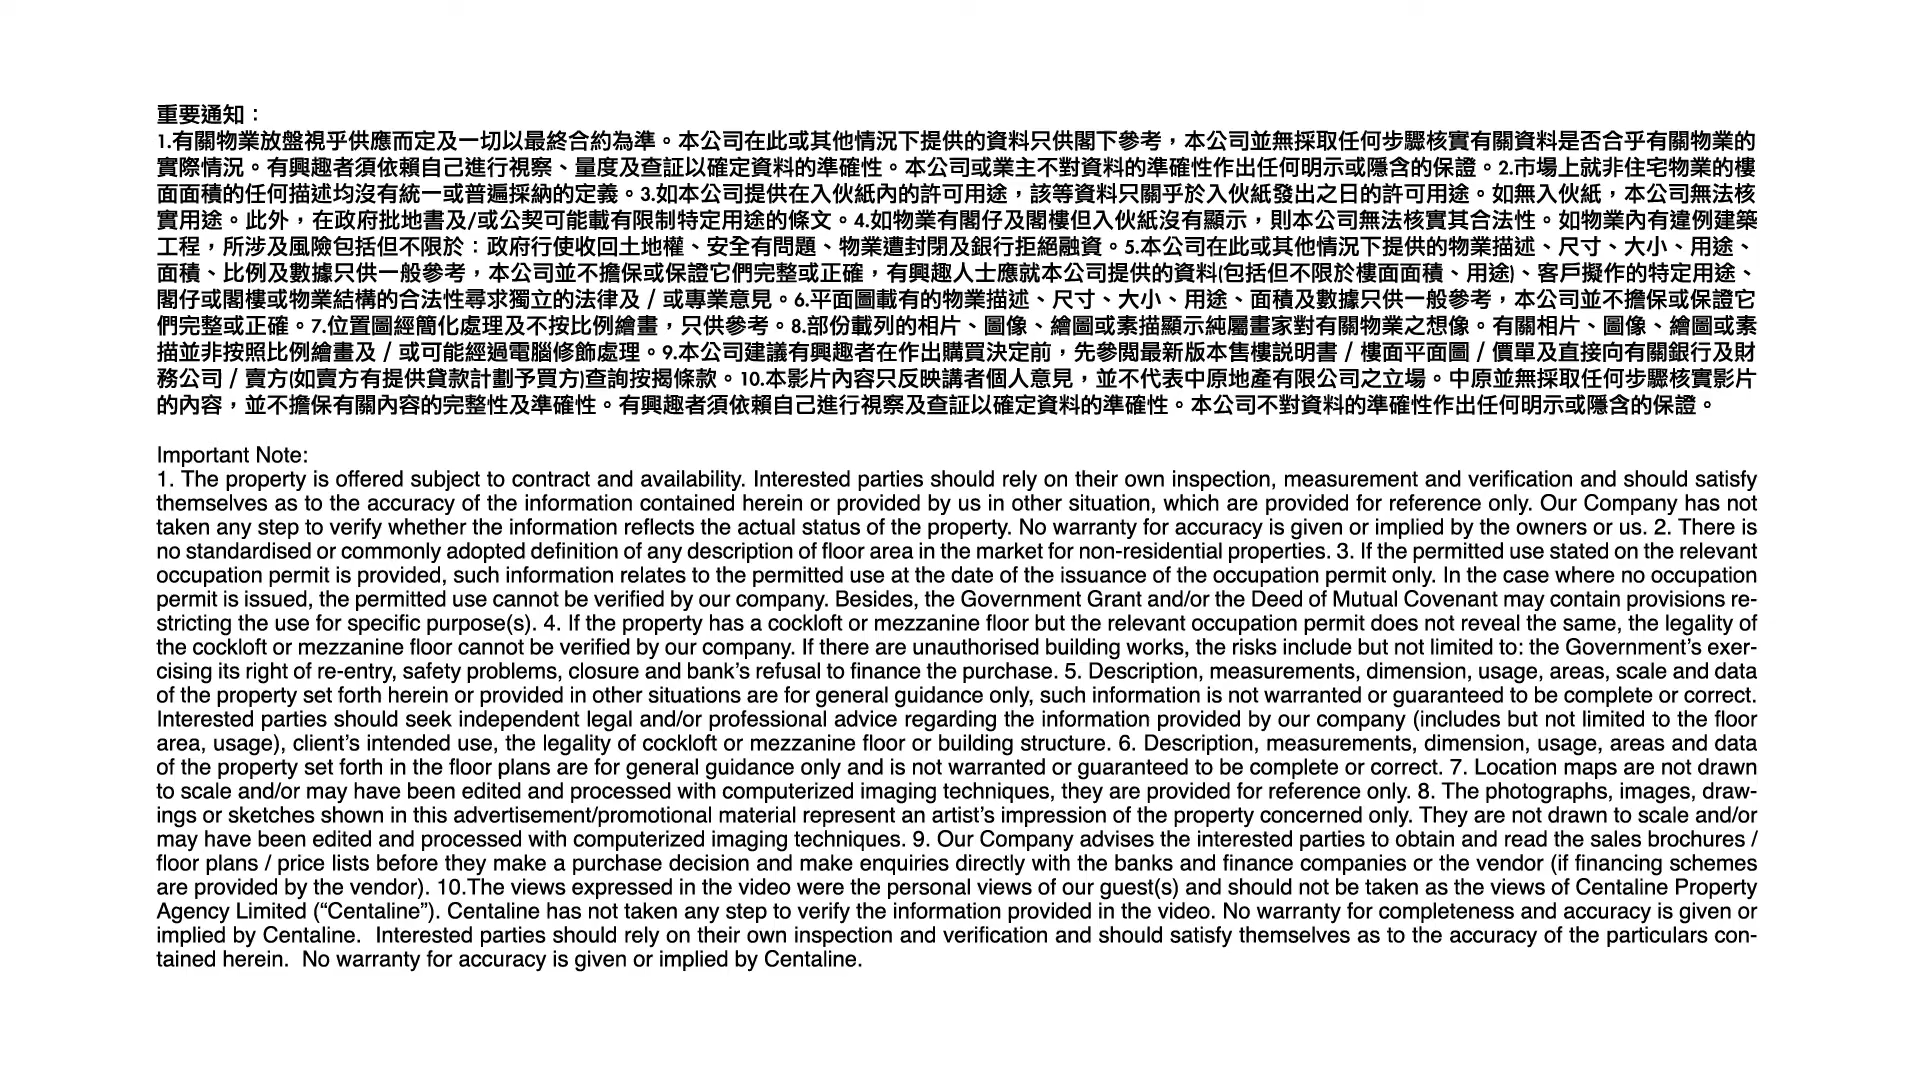 重要通知：
1.有關物業放盤視乎供應而定及一切以最終合約為準。本公司在此或其他情況下提供的資料只供閣下參考，本公司並無採取任何步驟核實有關資料是否合乎有關物業的
實際情況。有興趣者須依賴自己進行視察、量度及查証以確定資料的準確性。本公司或業主不對資料的準確性作出任何明示或隱含的保證。2.市場上就非住宅物業的樓
面面積的任何描述均沒有統一或普遍採納的定義。3.如本公司提供在入伙紙內的許可用途，該等資料只關乎於入伙紙發出之日的許可用途。如無入伙紙，本公司無法核
實用途。此外，在政府批地書及/或公契可能載有限制特定用途的條文。4.如物業有閣仔及閣樓但入伙紙沒有顯示，則本公司無法核實其合法性。如物業內有違例建築
工程，所涉及風險包括但不限於：政府行使收回土地權、安全有問題、物業遭封閉及銀行拒絕融資。5.本公司在此或其他情況下提供的物業描述、尺寸、大小、用途、
面積、比例及數據只供一般參考，本公司並不擔保或保證它們完整或正確，有興趣人士應就本公司提供的資料(包括但不限於樓面面積、用途)、客戶擬作的特定用途、
閣仔或閣樓或物業結構的合法性尋求獨立的法律及 / 或專業意見。6.平面圖載有的物業描述、尺寸、大小、用途、面積及數據只供一般參考，本公司並不擔保或保證它
們完整或正確。7.位置圖經簡化處理及不按比例繪畫，只供參考。8.部份載列的相片、圖像、繪圖或素描顯示純屬畫家對有關物業之想像。有關相片、圖像、繪圖或素
描並非按照比例繪畫及 / 或可能經過電腦修飾處理。9.本公司建議有興趣者在作出購買決定前，先參閱最新版本售樓説明書 / 樓面平面圖 / 價單及直接向有關銀行及財
務公司 / 賣方(如賣方有提供貸款計劃予買方)查詢按揭條款。10.本影片內容只反映講者個人意見，並不代表中原地產有限公司之立場。中原並無採取任何步驟核實影片
的內容，並不擔保有關內容的完整性及準確性。有興趣者須依賴自己進行視察及查証以確定資料的準確性。本公司不對資料的準確性作出任何明示或隱含的保證。
Important Note:
1. The property is offered subject to contract and availability. Interested parties should rely on their own inspection, measurement and verification and should satisfy
themselves as to the accuracy of the information contained herein or provided by us in other situation, which are provided for reference only. Our Company has not
taken any step to verify whether the information reflects the actual status of the property. No warranty for accuracy is given or implied by the owners or us. 2. There is
no standardised or commonly adopted definition of any description of floor area in the market for non-residential properties. 3. If the permitted use stated on the relevant
occupation permit is provided, such information relates to the permitted use at the date of the issuance of the occupation permit only. In the case where no occupation
permit is issued, the permitted use cannot be verified by our company. Besides, the Government Grant and/or the Deed of Mutual Covenant may contain provisions re-
stricting the use for specific purpose(s). 4. If the property has a cockloft or mezzanine floor but the relevant occupation permit does not reveal the same, the legality of
the cockloft or mezzanine floor cannot be verified by our company. If there are unauthorised building works, the risks include but not limited to: the Government’s exer-
cising its right of re-entry, safety problems, closure and bank’s refusal to finance the purchase. 5. Description, measurements, dimension, usage, areas, scale and data
of the property set forth herein or provided in other situations are for general guidance only, such information is not warranted or guaranteed to be complete or correct.
Interested parties should seek independent legal and/or professional advice regarding the information provided by our company (includes but not limited to the floor
area, usage), client’s intended use, the legality of cockloft or mezzanine floor or building structure. 6. Description, measurements, dimension, usage, areas and data
of the property set forth in the floor plans are for general guidance only and is not warranted or guaranteed to be complete or correct. 7. Location maps are not drawn
to scale and/or may have been edited and processed with computerized imaging techniques, they are provided for reference only. 8. The photographs, images, draw-
ings or sketches shown in this advertisement/promotional material represent an artist’s impression of the property concerned only. They are not drawn to scale and/or
may have been edited and processed with computerized imaging techniques. 9. Our Company advises the interested parties to obtain and read the sales brochures /
floor plans / price lists before they make a purchase decision and make enquiries directly with the banks and finance companies or the vendor (if financing schemes
are provided by the vendor). 10.The views expressed in the video were the personal views of our guest(s) and should not be taken as the views of Centaline Property
Agency Limited (“Centaline”). Centaline has not taken any step to verify the information provided in the video. No warranty for completeness and accuracy is given or
implied by Centaline.  Interested parties should rely on their own inspection and verification and should satisfy themselves as to the accuracy of the particulars con-
tained herein.  No warranty for accuracy is given or implied by Centaline.